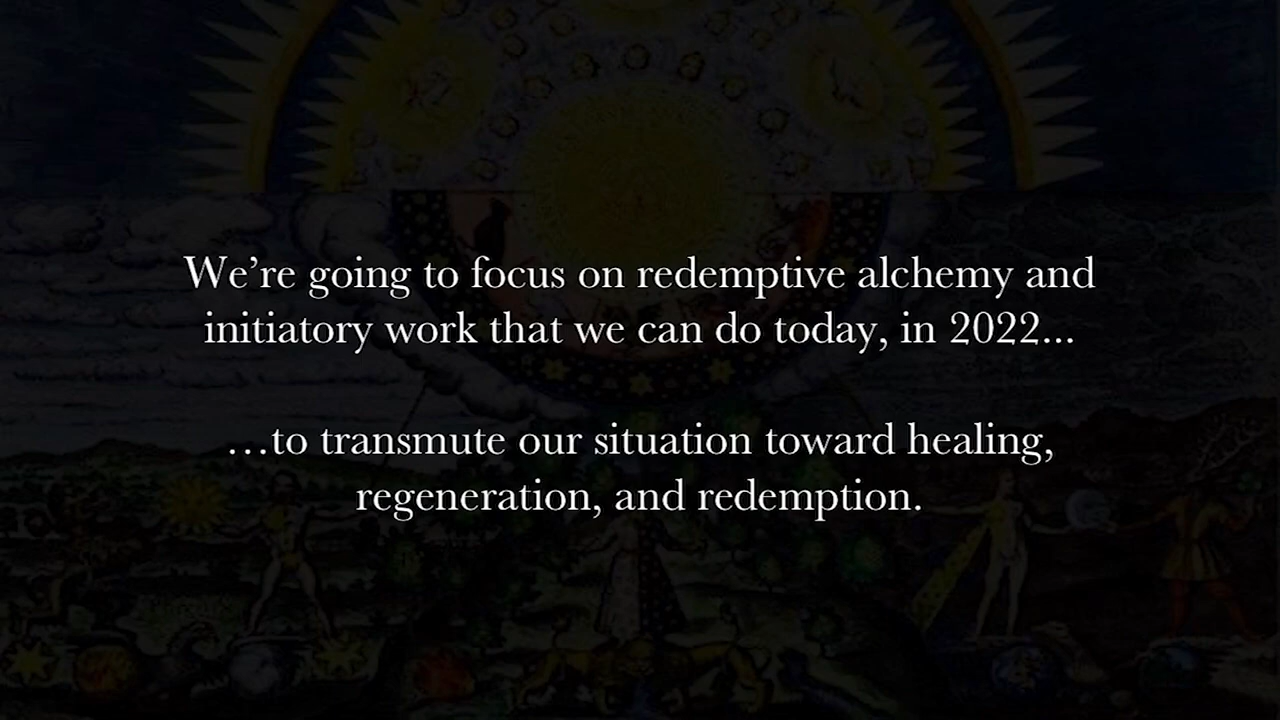 We’re going to focus on redemptive alchemy and
initiatory work that we can do today, in 2022...
…to transmute our situation toward healing,
regeneration, and redemption.